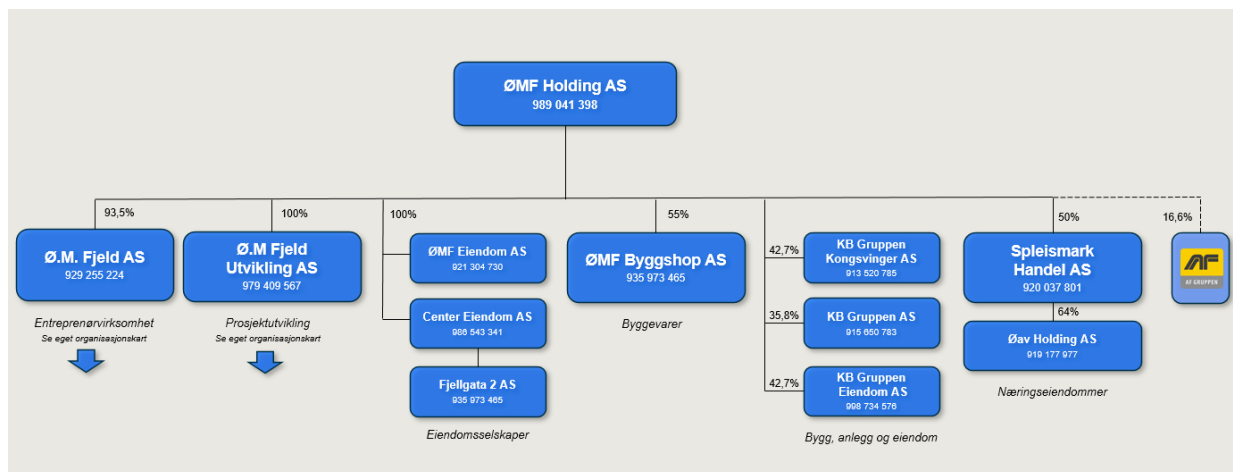 ØMF Holding AS
989 041 398
93,5%
100%
100%
55%
50%
16,6%
Ø.M. Fjeld AS
929 255 224
Entreprenørvirksomhet
Se eget organisasjonskart
Ø.M Fjeld
Utvikling AS
979 409 567
Prosjektutvikling
Se eget organisasjonskart
ØMF Eiendom AS
921 304 730
Center Eiendom AS
986 543 341
Fjellgata 2 AS
935 973 465
Eiendomsselskaper
ØMF Byggshop AS
935 973 465
Byggevarer
42,7%
KB Gruppen
Kongsvinger AS
913 520 785
35,8%
KB Gruppen AS
915 650 783
42,7%
KB Gruppen
Eiendom AS
998 734 576
Bygg, anlegg og eiendom
Spleismark
Handel AS
920 037 801
64%
Øav Holding AS
919 177 977
Næringseiendommer
AF
AF GRUPPEN